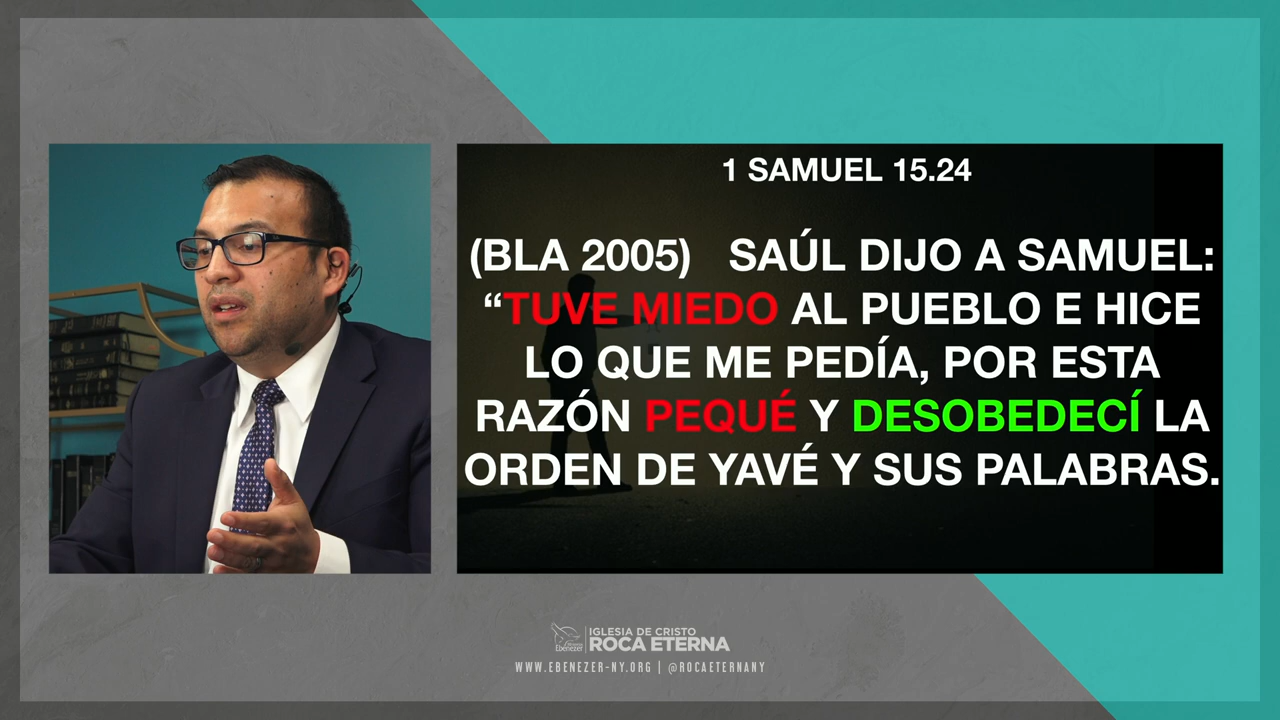 1 SAMUEL 15.24
(BLA 2005) SAÚL DIJO A SAMUEL:
“TUVE MIEDO AL PUEBLO E HICE
LO QUE ME PEDÍA, POR ESTA
RAZÓN PEQUÉ Y DESOBEDECÍ LA
ORDEN DE YAVÉ Y SUS PALABRAS.
IGLESIA DE CRISTO
ROCA ETERNA
Ebenezer
WWW.EBENEZER-NY.ORG | @ROCAETERNANY